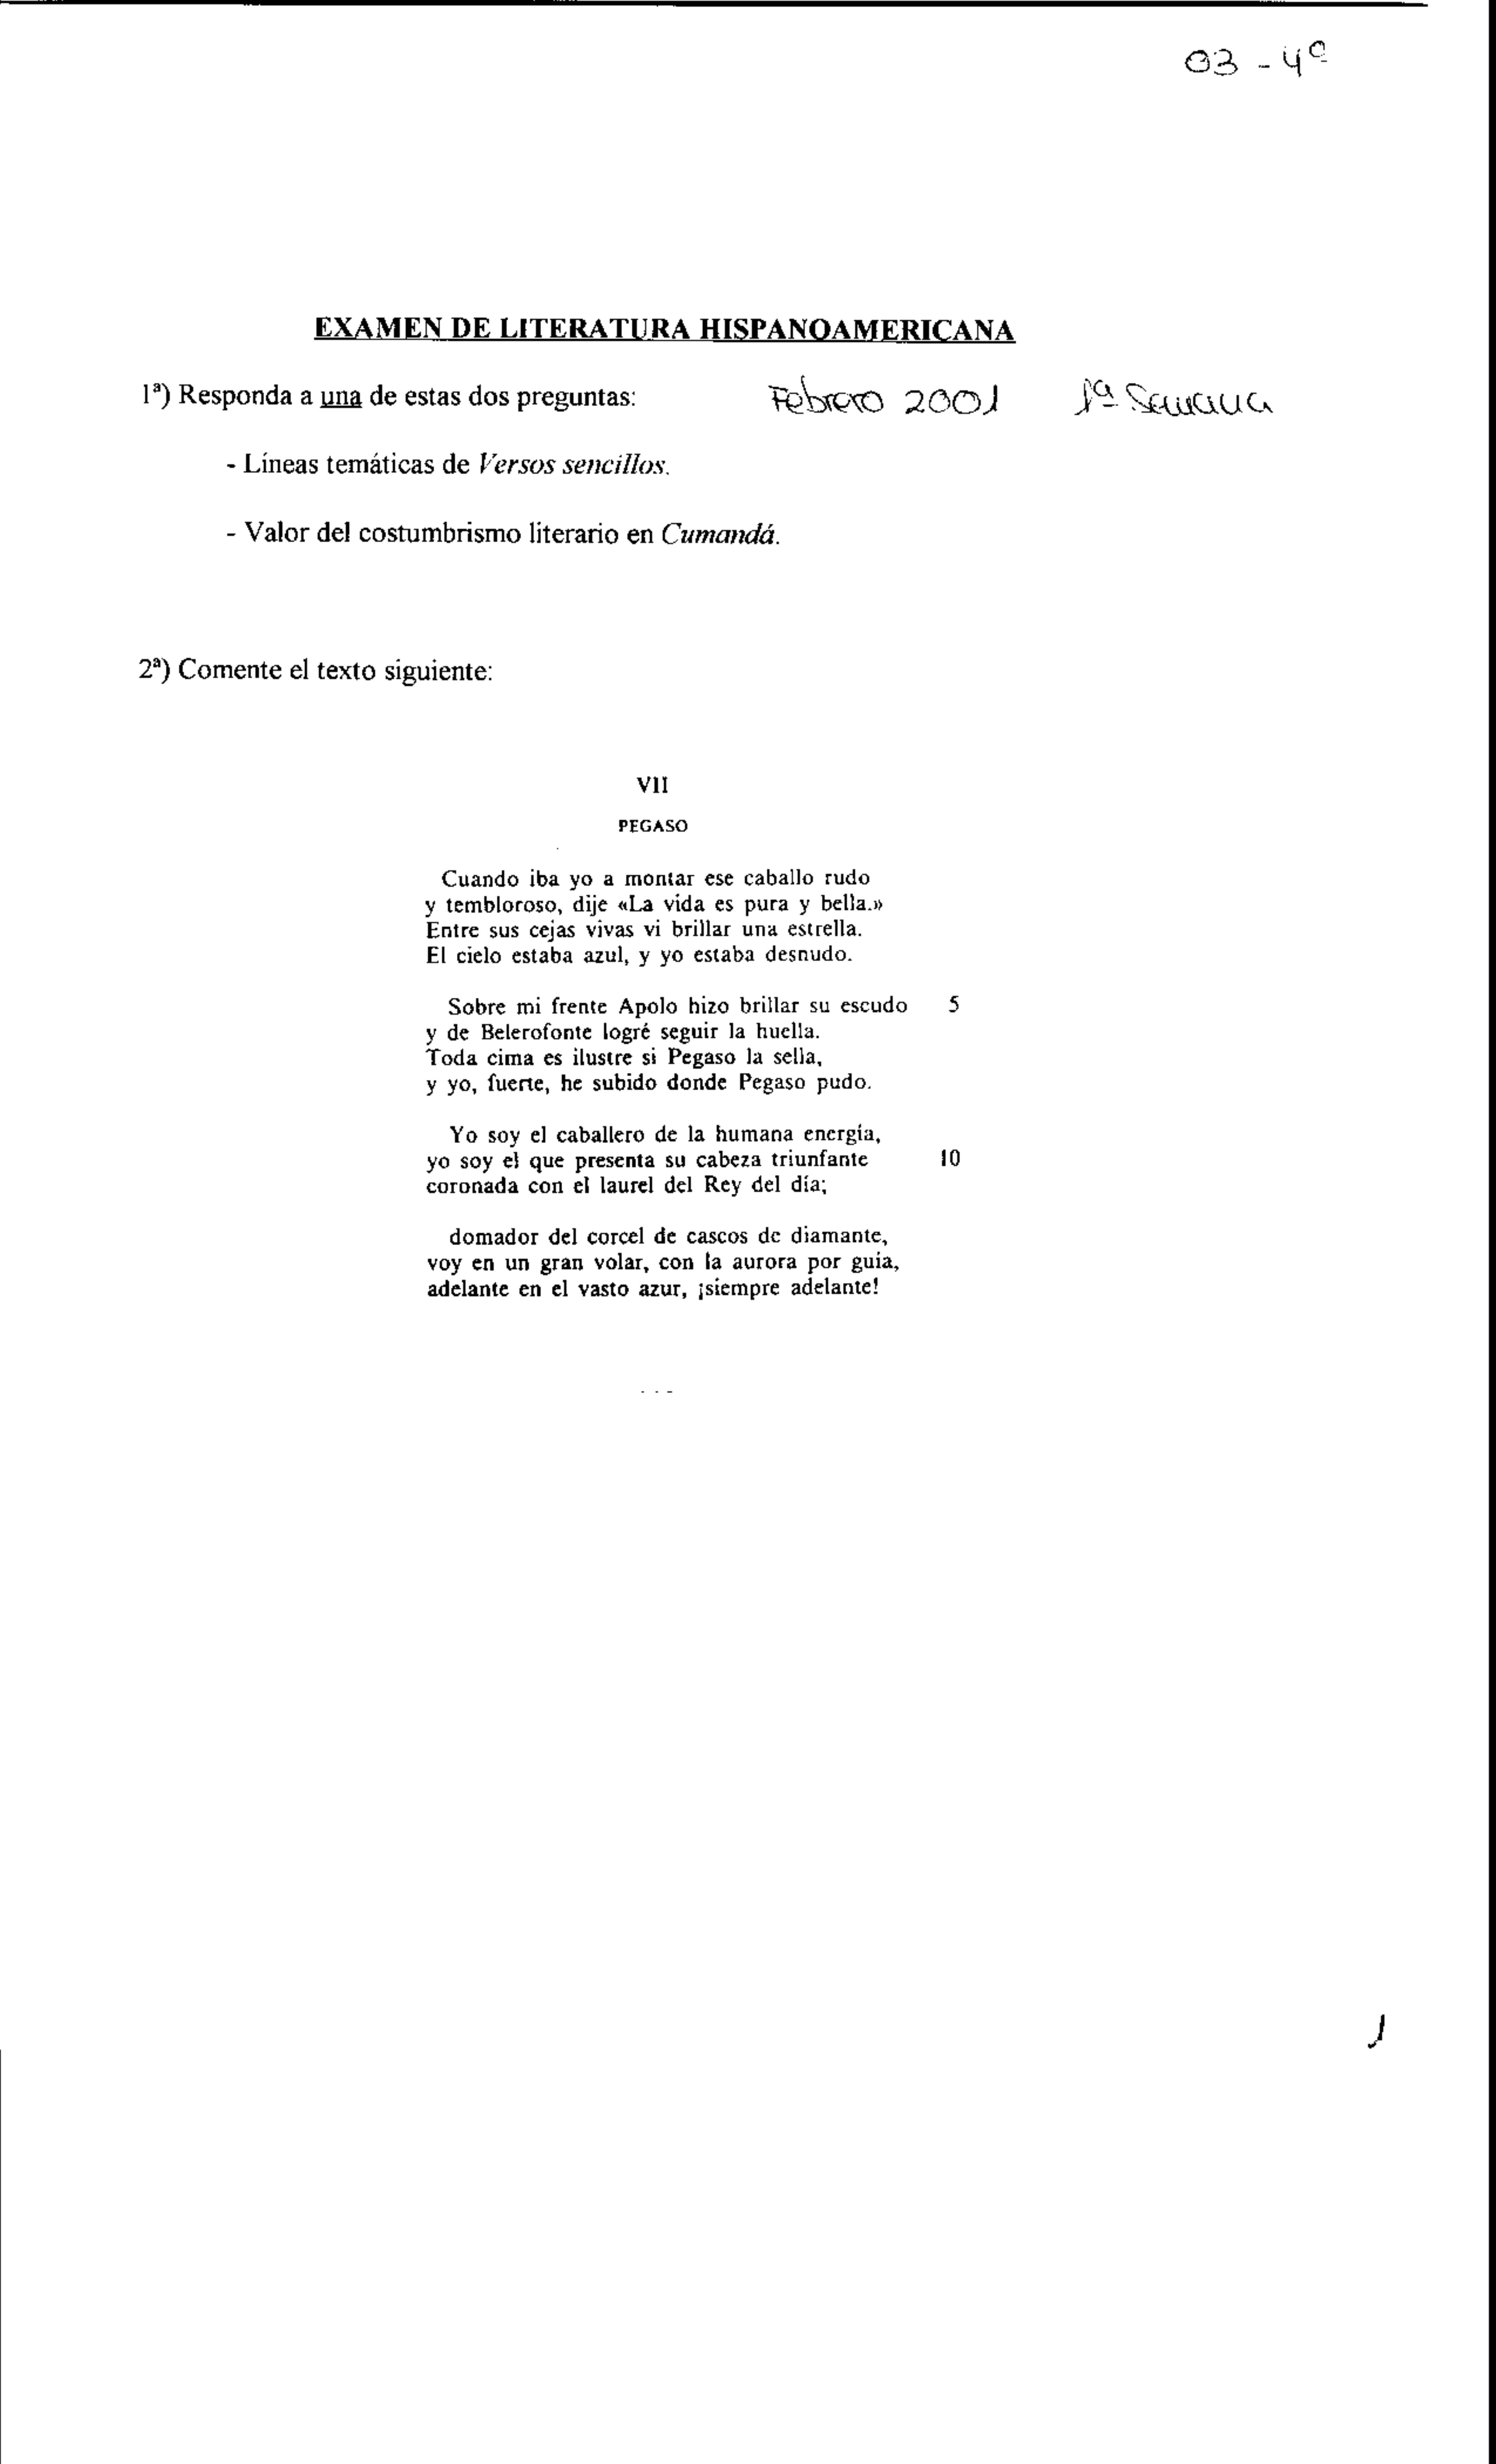 03 - 4º
EXAMEN DE LITERATURA HISPANOAMERICANA
1ª) Responda a una de estas dos preguntas:
Febrero 2001 1ª Semana
- Líneas temáticas de Versos sencillos.
- Valor del costumbrismo literario en Cumandá.
2ª) Comente el texto siguiente:
VII
PEGASO
Cuando iba yo a montar ese caballo rudo
y tembloroso, dije «La vida es pura y bella.»
Entre sus cejas vivas vi brillar una estrella.
El cielo estaba azul, y yo estaba desnudo.
Sobre mi frente Apolo hizo brillar su escudo 5
y de Belerofonte logré seguir la huella.
Toda cima es ilustre si Pegaso la sella,
y yo, fuerte, he subido donde Pegaso pudo.
Yo soy el caballero de la humana energía,
yo soy el que presenta su cabeza triunfante 10
coronada con el laurel del Rey del día;
domador del corcel de cascos de diamante,
voy en un gran volar, con la aurora por guía,
adelante en el vasto azur, ¡siempre adelante!
1